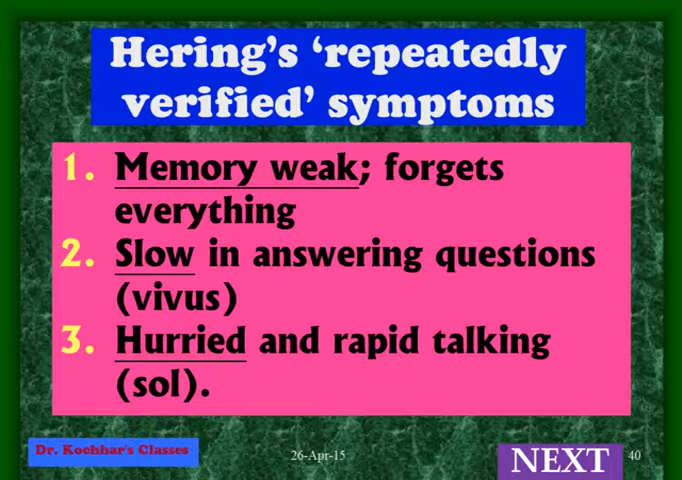 Hering's 'repeatedly
verified' symptoms
1. Memory weak; forgets
everything
2. Slow in answering questions
(vivus)
3. Hurried and rapid talking
(sol).
Dr. Kochhar's Classes
26-Apr-15
NEXT
40